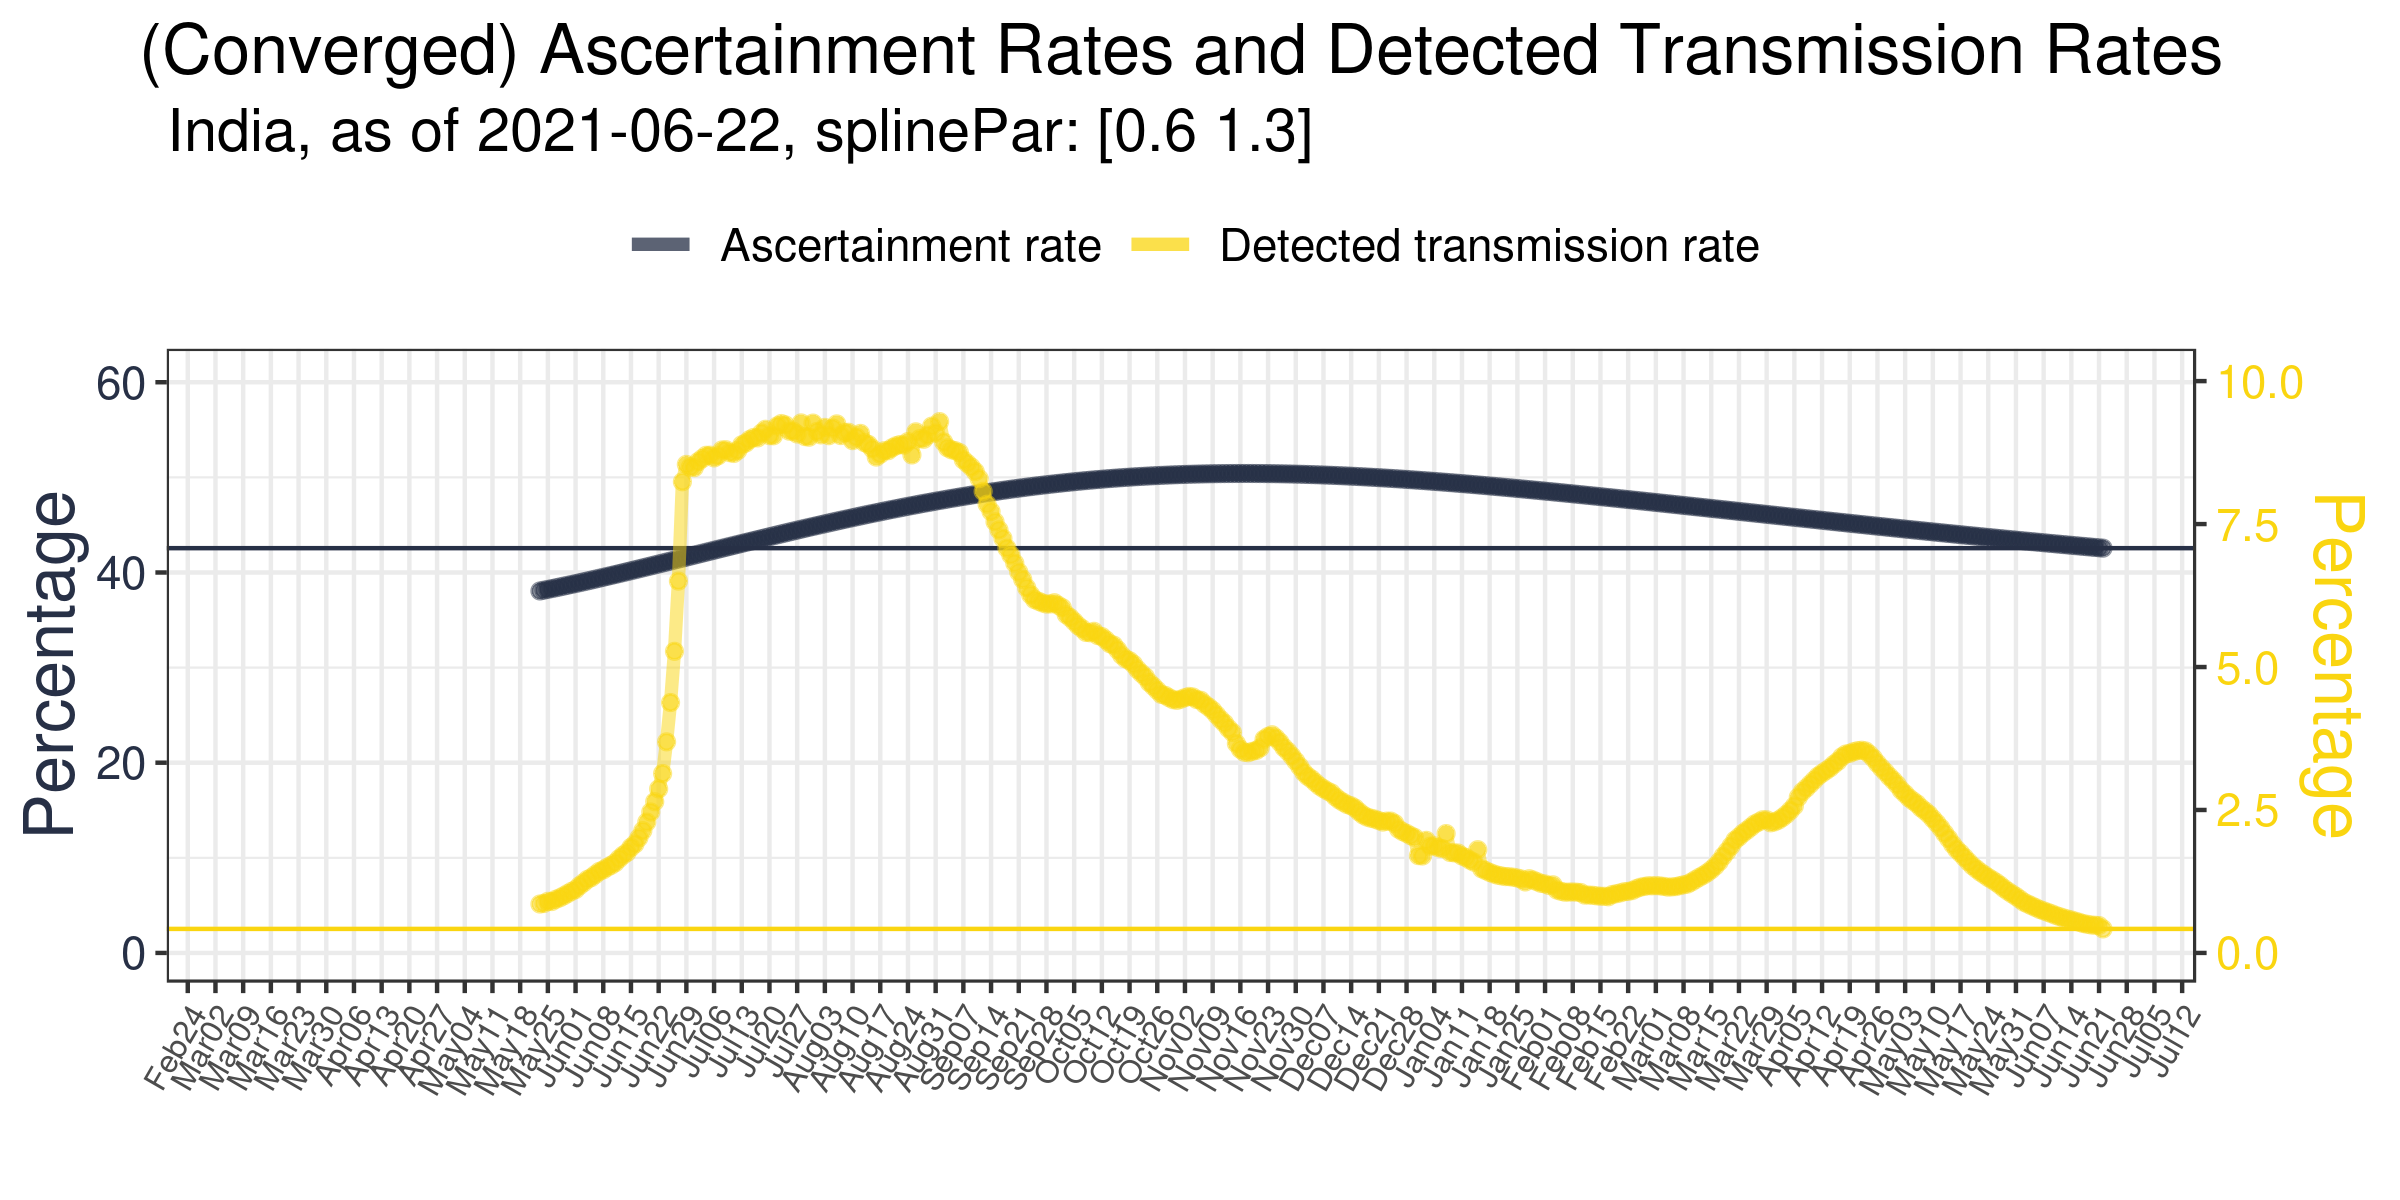 (Converged) Ascertainment Rates and Detected Transmission Rates
India, as of 2021-06-22, splinePar: [0.6 1.3]
Ascertainment rate
Detected transmission rate
Percentage
60
40
20
0
10.0
7.5
5.0
2.5
0.0
Percentage
Feb24
Mar02
Mar09
Mar16
Mar23
Mar30
Apr06
Apr13
Apr20
Apr27
May04
May11
May18
May25
Jun01
Jun08
Jun15
Jun22
Jun29
Jul06
Jul13
Jul20
Jul27
Aug03
Aug10
Aug17
Aug24
Aug31
Sep07
Sep14
Sep21
Sep28
Oct05
Oct12
Oct19
Oct26
Nov02
Nov09
Nov16
Nov23
Nov30
Dec07
Dec14
Dec21
Dec28
Jan04
Jan11
Jan18
Jan25
Feb01
Feb08
Feb15
Feb22
Mar01
Mar08
Mar15
Mar22
Mar29
Apr05
Apr12
Apr19
Apr26
May03
May10
May17
May24
May31
Jun07
Jun14
Jun21
Jun28
Jul05
Jul12